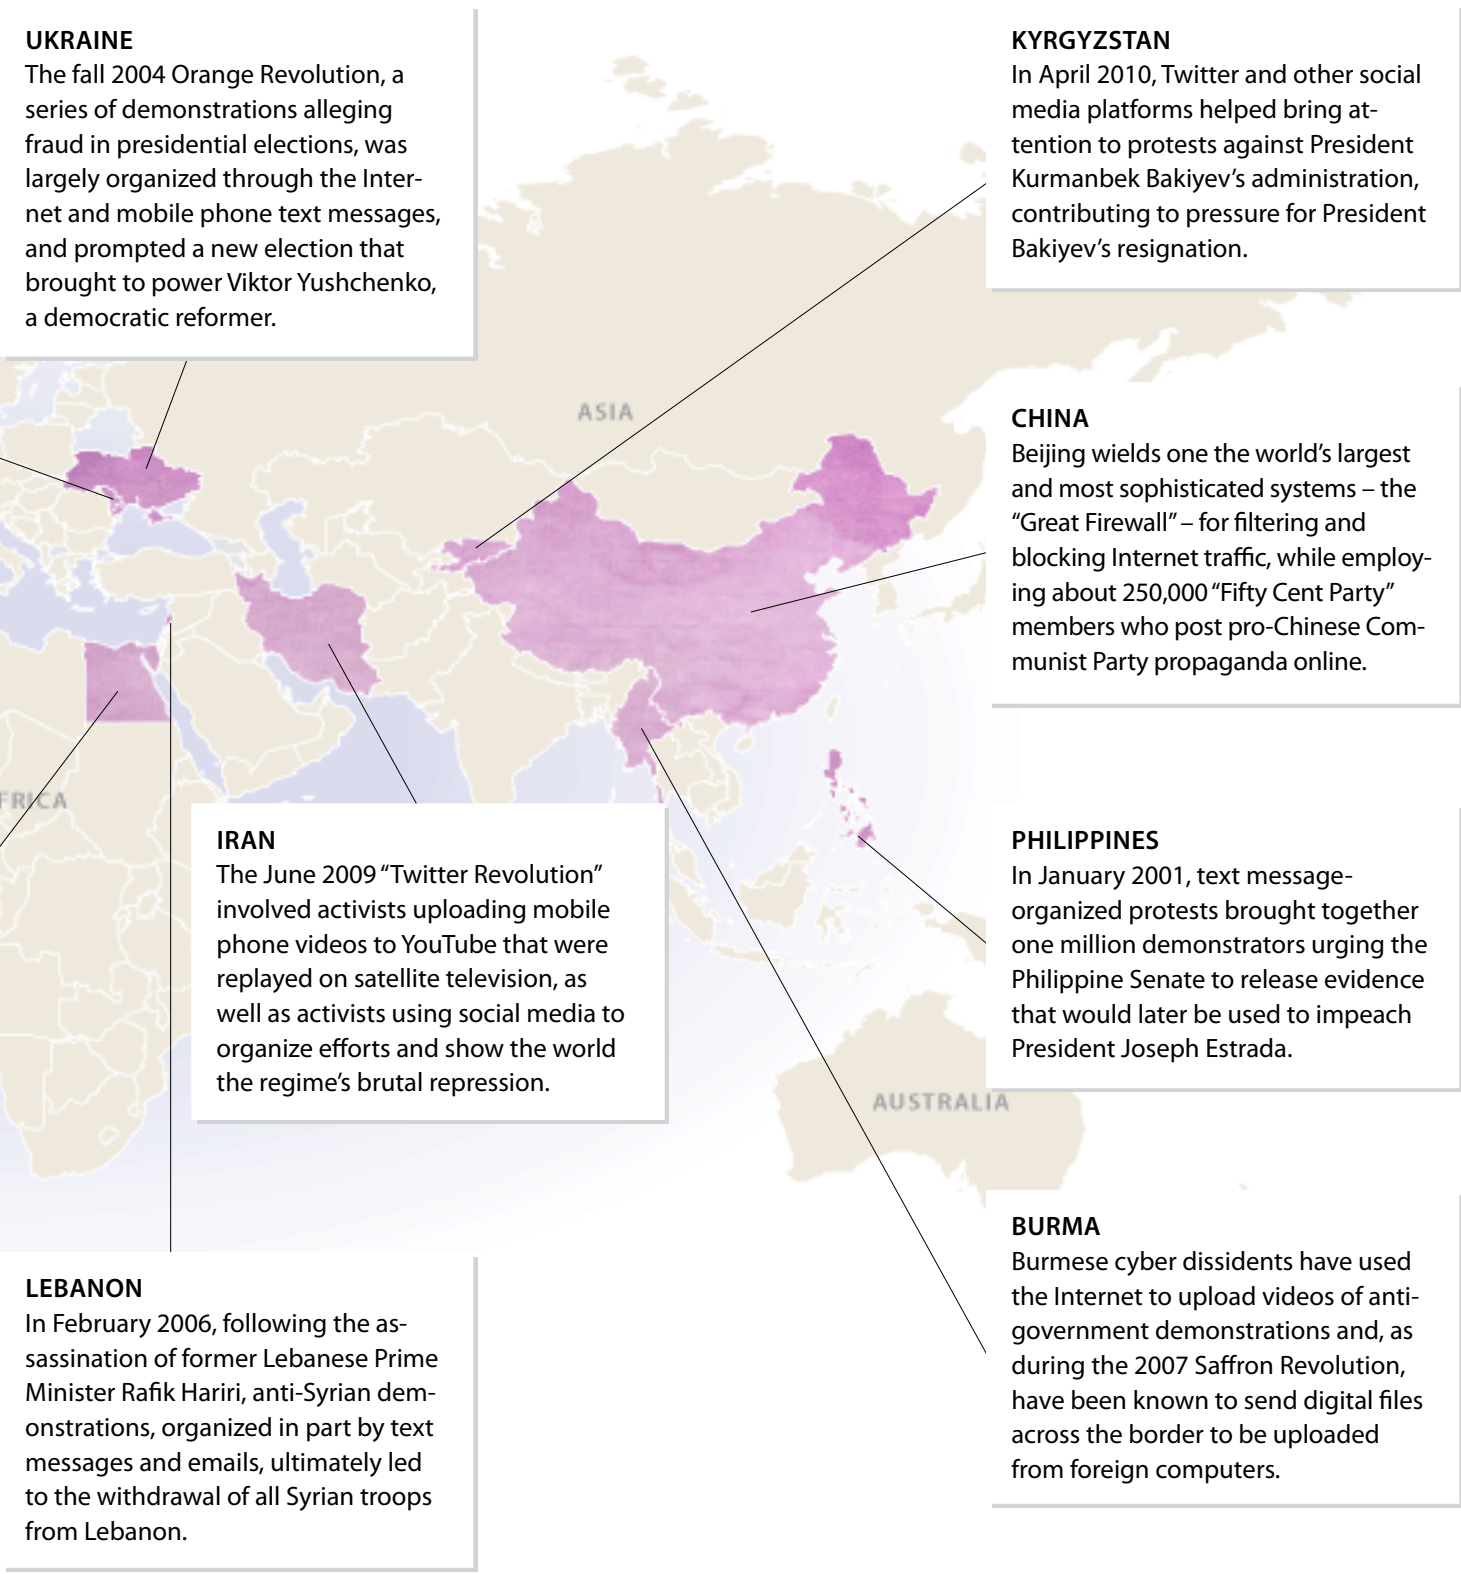 UKRAINE
The fall 2004 Orange Revolution, a
series of demonstrations alleging
fraud in presidential elections, was
largely organized through the Inter-
net and mobile phone text messages,
and prompted a new election that
brought to power Viktor Yushchenko,
a democratic reformer.
KYRGYZSTAN
In April 2010, Twitter and other social
media platforms helped bring at-
tention to protests against President
Kurmanbek Bakiyev’s administration,
contributing to pressure for President
Bakiyev’s resignation.
ASIA
CHINA
Beijing wields one the world’s largest
and most sophisticated systems – the
“Great Firewall” – for filtering and
blocking Internet traffic, while employ-
ing about 250,000 “Fifty Cent Party”
members who post pro-Chinese Com-
munist Party propaganda online.
FRICA
IRAN
The June 2009 “Twitter Revolution”
involved activists uploading mobile
phone videos to YouTube that were
replayed on satellite television, as
well as activists using social media to
organize efforts and show the world
the regime’s brutal repression.
PHILIPPINES
In January 2001, text message-
organized protests brought together
one million demonstrators urging the
Philippine Senate to release evidence
that would later be used to impeach
President Joseph Estrada.
AUSTRALIA
LEBANON
In February 2006, following the as-
sassination of former Lebanese Prime
Minister Rafik Hariri, anti-Syrian dem-
onstrations, organized in part by text
messages and emails, ultimately led
to the withdrawal of all Syrian troops
from Lebanon.
BURMA
Burmese cyber dissidents have used
the Internet to upload videos of anti-
government demonstrations and, as
during the 2007 Saffron Revolution,
have been known to send digital files
across the border to be uploaded
from foreign computers.